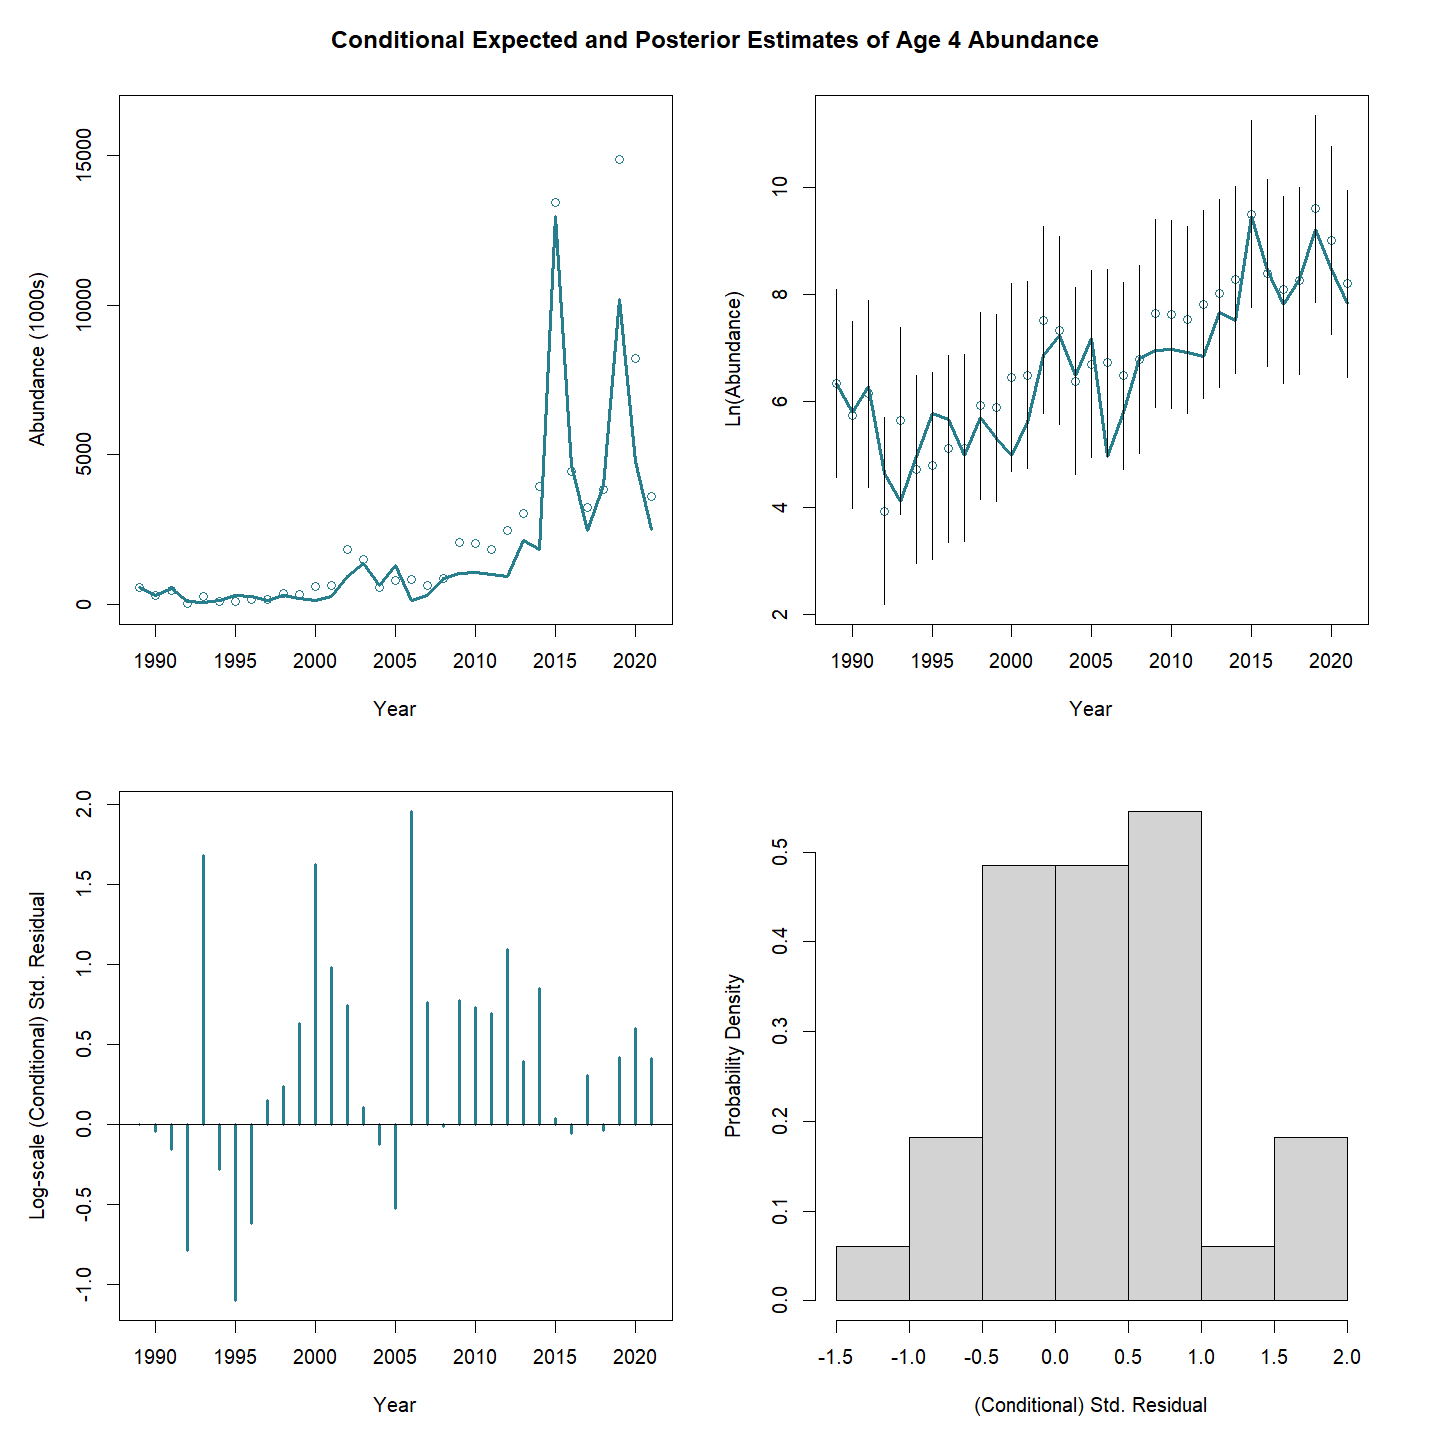 Conditional Expected and Posterior Estimates of Age 4 Abundance
Abundance (1000s)
15000
10000
5000
0
1990 1995 2000 2005 2010 2015 2020
Year
Ln(Abundance)
10
8
6
4
2
1990 1995 2000 2005 2010 2015 2020
Year
Log-scale (Conditional) Std. Residual
2.0
1.5
1.0
0.5
0.0
-0.5
-1.0
1990 1995 2000 2005 2010 2015 2020
Year
Probability Density
0.5
0.4
0.3
0.2
0.1
0.0
-1.5 -1.0 -0.5 0.0 0.5 1.0 1.5 2.0
(Conditional) Std. Residual